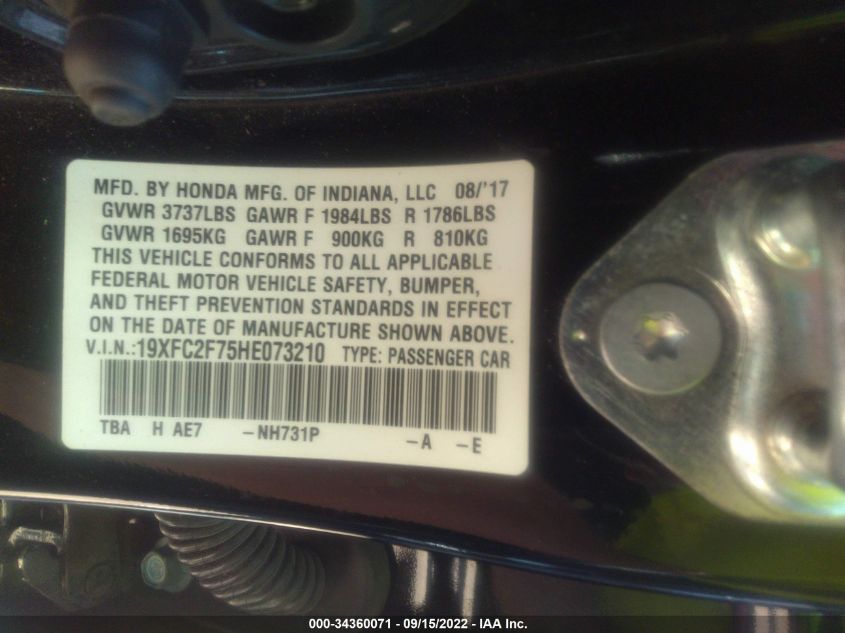 MFD. BY HONDA MFG. OF INDIANA, LLC 08/'17
GVWR 3737LBS GAWR F 1984LBS R 1786LBS
GVWR 1695KG GAWR F 900KG R 810KG
THIS VEHICLE CONFORMS TO ALL APPLICABLE
FEDERAL MOTOR VEHICLE SAFETY, BUMPER,
AND THEFT PREVENTION STANDARDS IN EFFECT
ON THE DATE OF MANUFACTURE SHOWN ABOVE.
V.I.N.:19XFC2F75HE073210 TYPE: PASSENGER CAR
TBA H AE7 –NH731P –A –E
000-34360071 - 09/15/2022 - IAA Inc.